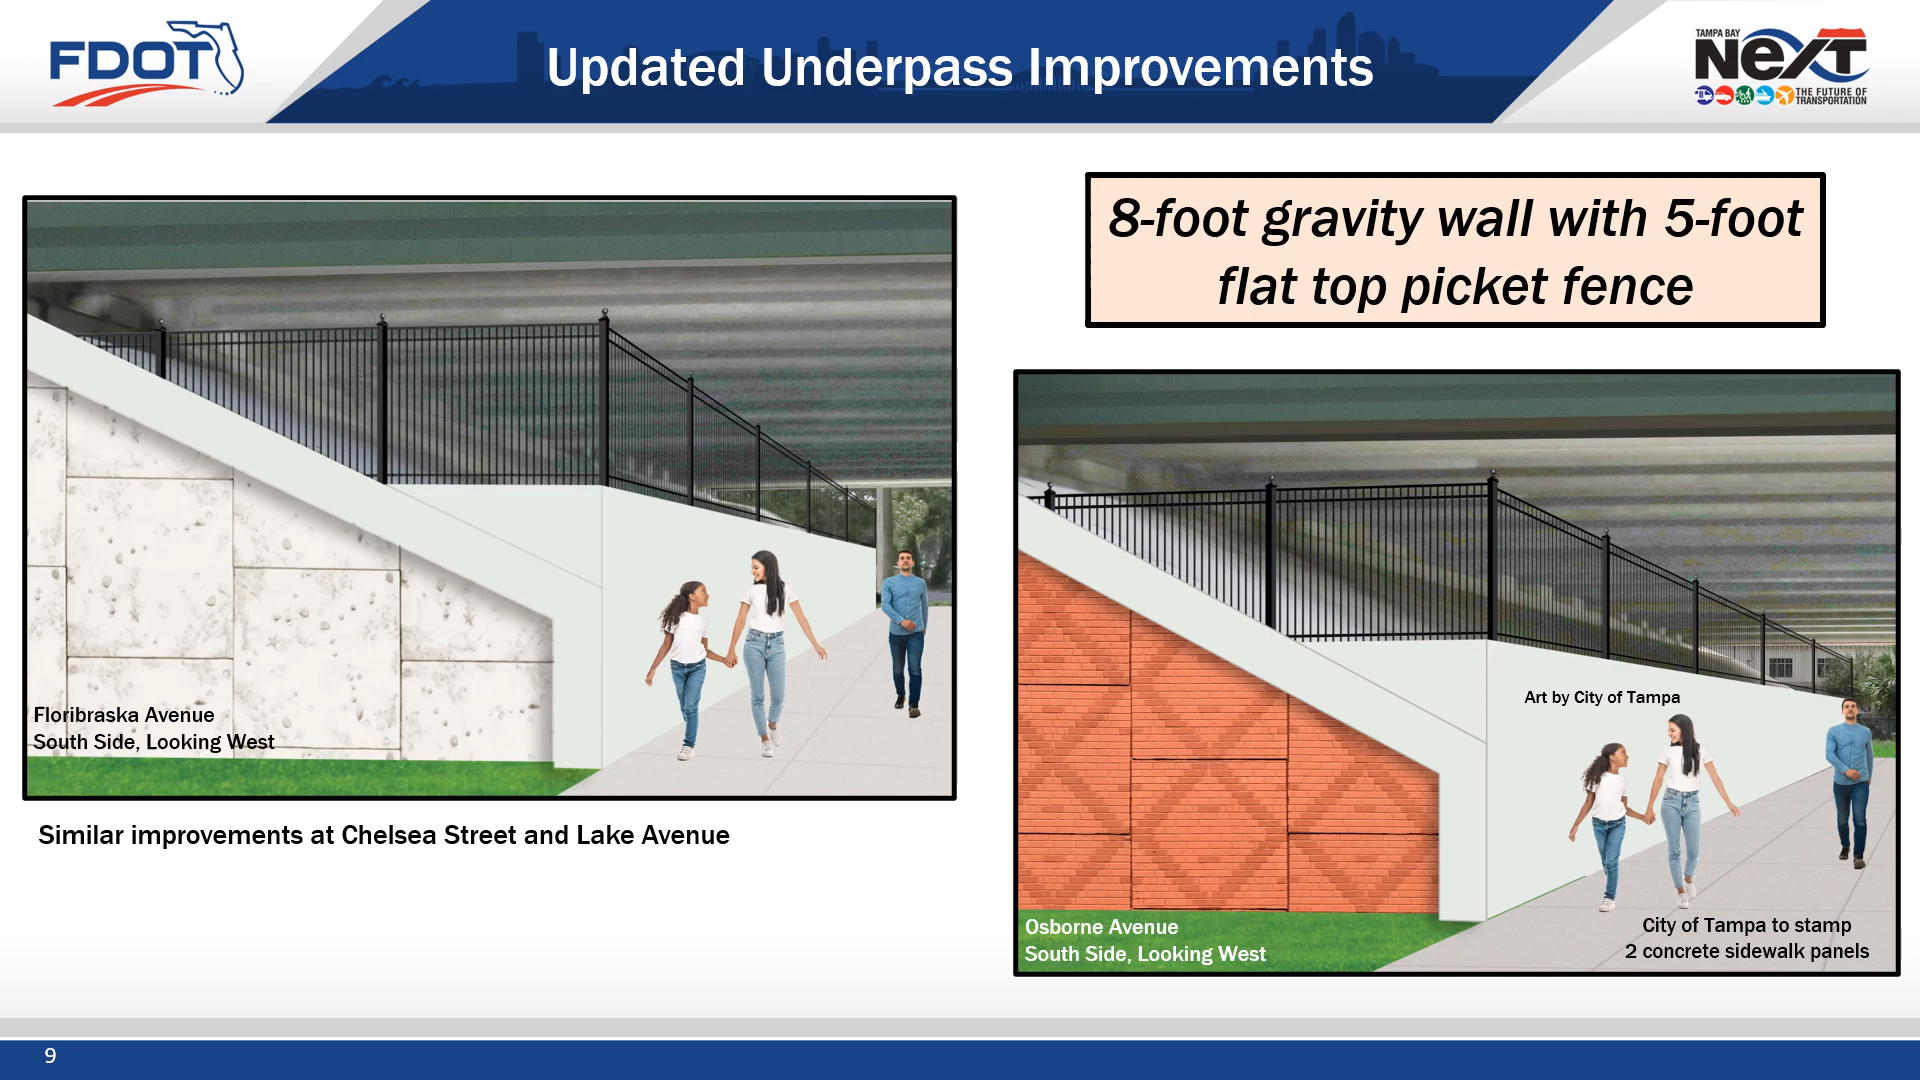 FDOT
Updated Underpass Improvements
TAMPA BAY
NeXT
THE FUTURE OF
TRANSPORTATION
8-foot gravity wall with 5-foot
flat top picket fence
Floribraska Avenue
South Side, Looking West
Similar improvements at Chelsea Street and Lake Avenue
Art by City of Tampa
Osborne Avenue
South Side, Looking West
City of Tampa to stamp
2 concrete sidewalk panels
9